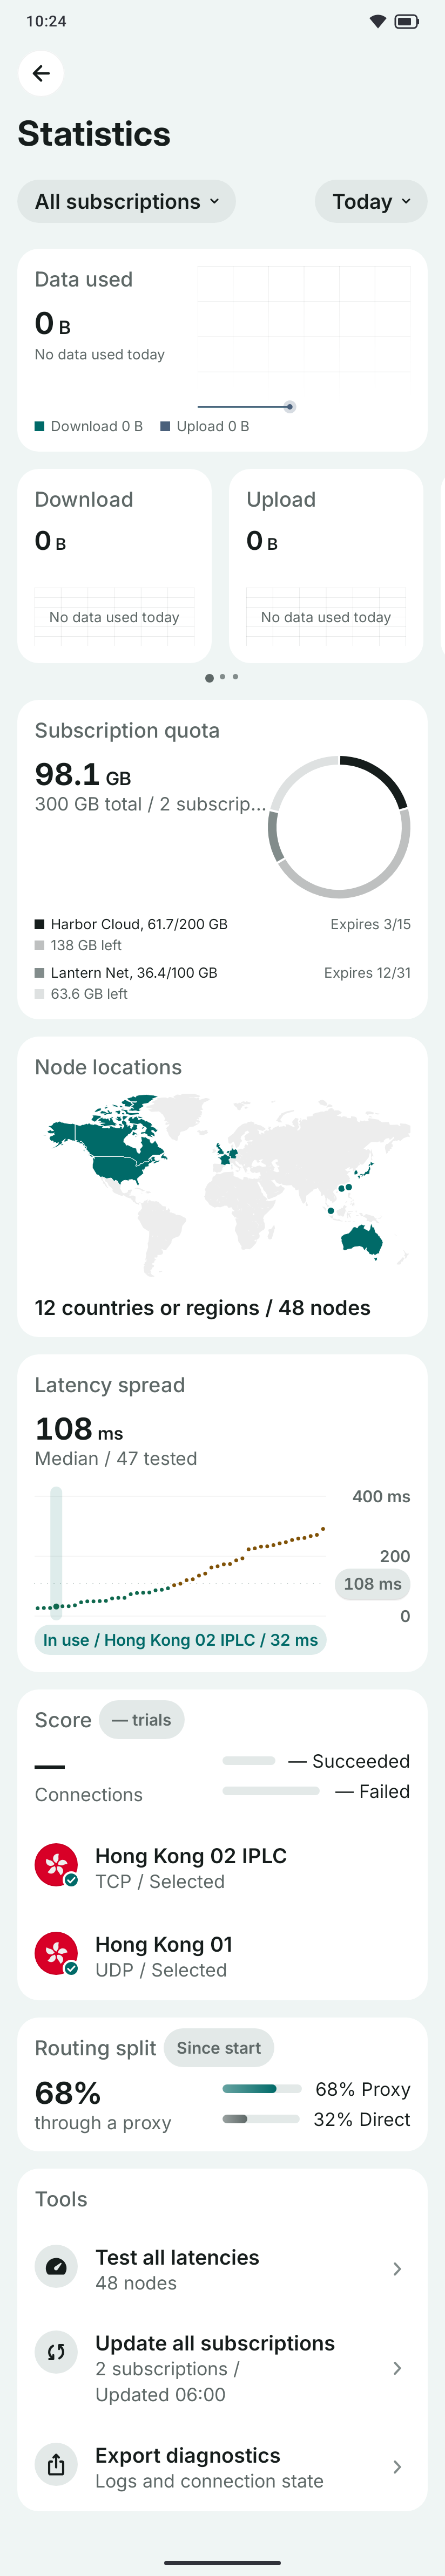 10:24
Statistics
All subscriptions
Today
Data used
0 B
No data used today
Download 0 B
Upload 0 B
Download
0 B
No data used today
Upload
0 B
No data used today
Subscription quota
98.1 GB
300 GB total / 2 subscrip...
Harbor Cloud, 61.7/200 GB
Expires 3/15
138 GB left
Lantern Net, 36.4/100 GB
Expires 12/31
63.6 GB left
Node locations
12 countries or regions / 48 nodes
Latency spread
108 ms
Median / 47 tested
400 ms
200
108 ms
0
In use / Hong Kong 02 IPLC / 32 ms
Score
— trials
—
— Succeeded
Connections
— Failed
Hong Kong 02 IPLC
TCP / Selected
Hong Kong 01
UDP / Selected
Routing split
Since start
68%
68% Proxy
through a proxy
32% Direct
Tools
Test all latencies
48 nodes
Update all subscriptions
2 subscriptions /
Updated 06:00
Export diagnostics
Logs and connection state